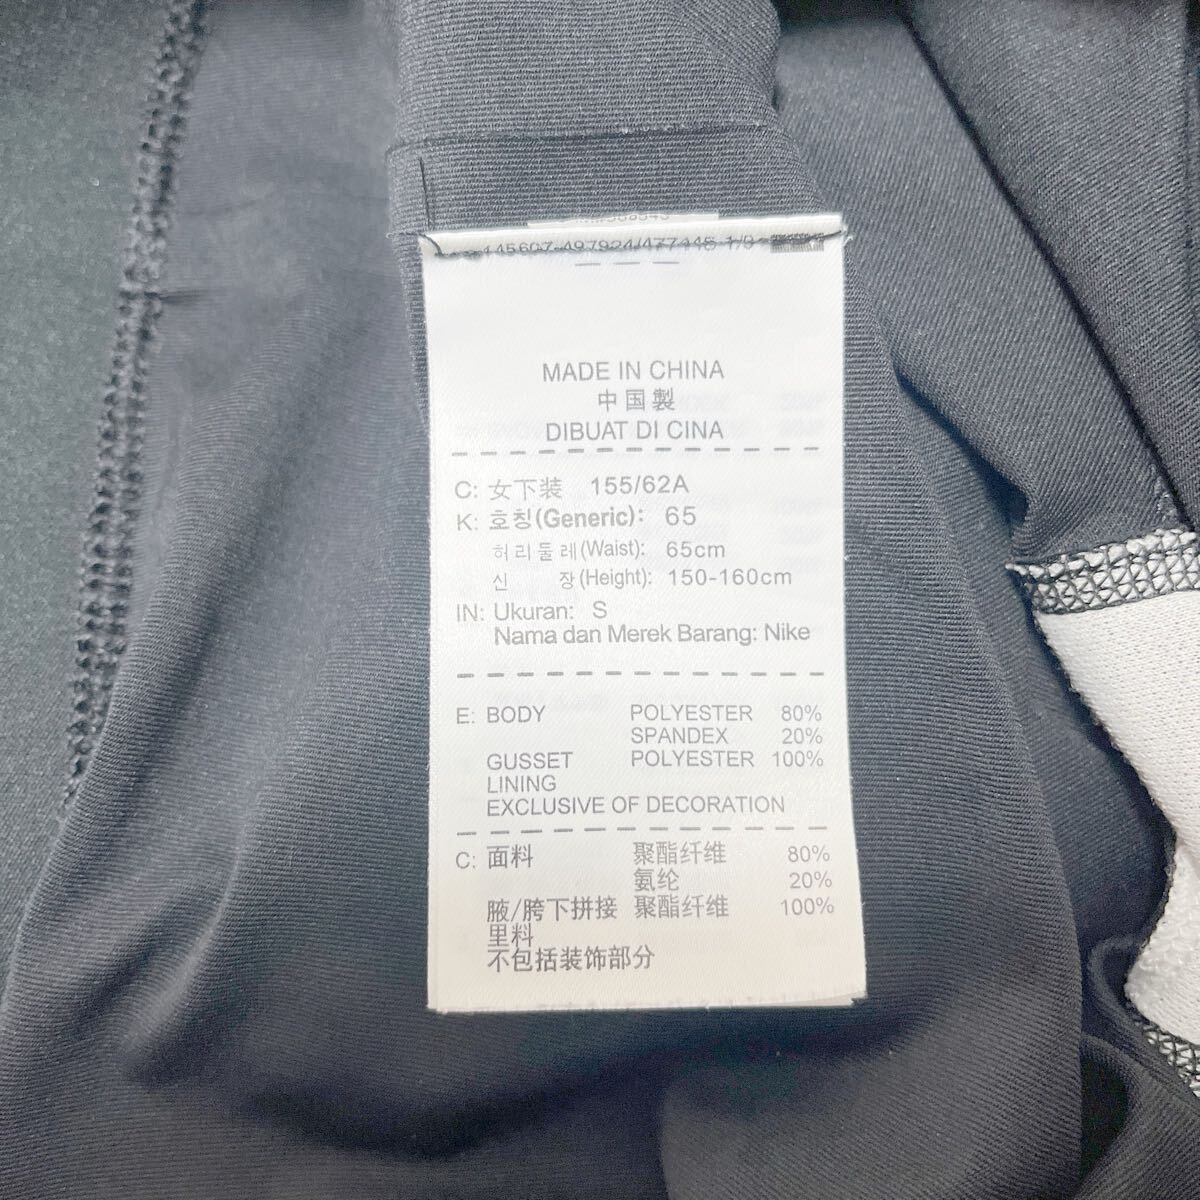 MADE IN CHINA
中国製
DIBUAT DI CINA
C: 女下装 155/62A
K: 호칭(Generic): 65
허리둘레(Waist): 65cm
신 장(Height): 150-160cm
IN: Ukuran: S
Nama dan Merek Barang: Nike
E: BODY POLYESTER 80%
SPANDEX 20%
GUSSET POLYESTER 100%
LINING
EXCLUSIVE OF DECORATION
C: 面料 聚酯纤维 80%
氨纶 20%
腋/胯下拼接 聚酯纤维 100%
里料
不包括装饰部分